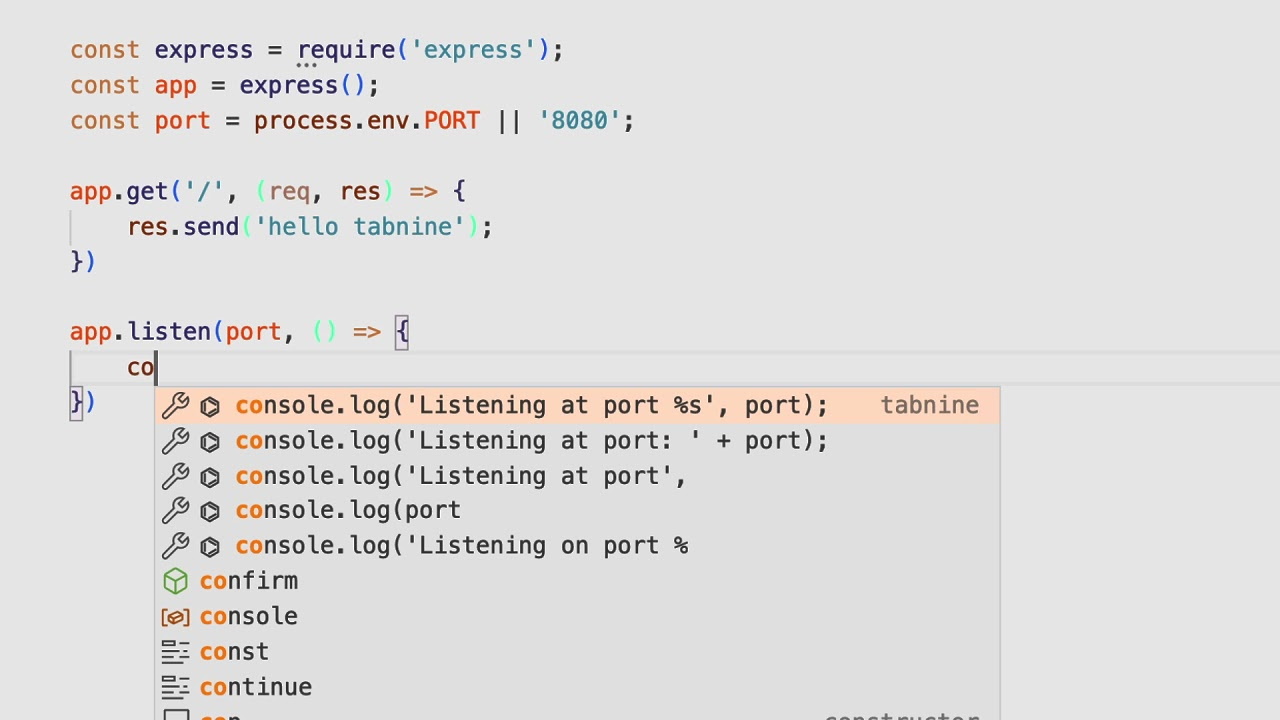 const express = require('express');
const app = express();
const port = process.env.PORT || '8080';
app.get('/', (req, res) => {
    res.send('hello tabnine');
})
app.listen(port, () => {
    co
})
console.log('Listening at port %s', port); tabnine
console.log('Listening at port: ' + port);
console.log('Listening at port',
console.log(port
console.log('Listening on port %
confirm
console
const
continue
con constructor